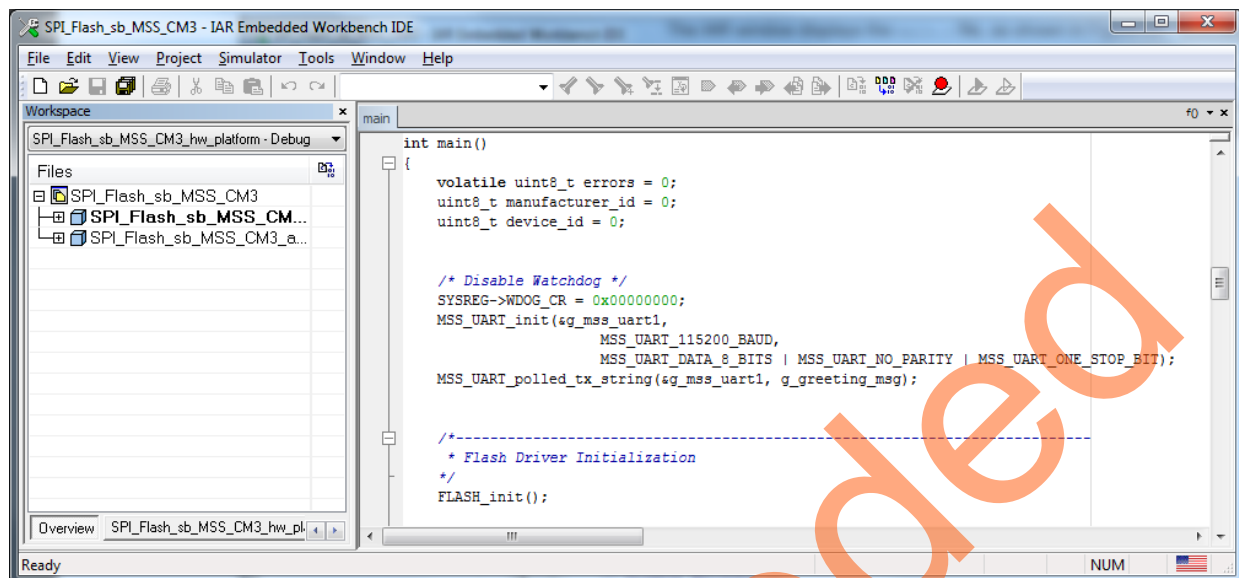 SPI_Flash_sb_MSS_CM3 - IAR Embedded Workbench IDE
File Edit View Project Simulator Tools Window Help
Workspace
SPI_Flash_sb_MSS_CM3_hw_platform - Debug
Files
SPI_Flash_sb_MSS_CM3
SPI_Flash_sb_MSS_CM...
SPI_Flash_sb_MSS_CM3_a...
Overview SPI_Flash_sb_MSS_CM3_hw_pl
main
f()
int main()
{
volatile uint8_t errors = 0;
uint8_t manufacturer_id = 0;
uint8_t device_id = 0;
/* Disable Watchdog */
SYSREG->WDOG_CR = 0x00000000;
MSS_UART_init(&g_mss_uart1,
MSS_UART_115200_BAUD,
MSS_UART_DATA_8_BITS | MSS_UART_NO_PARITY | MSS_UART_ONE_STOP_BIT);
MSS_UART_polled_tx_string(&g_mss_uart1, g_greeting_msg);
/*--------------------------------------------------------------------------
* Flash Driver Initialization
*/
FLASH_init();
Ready
NUM
ded